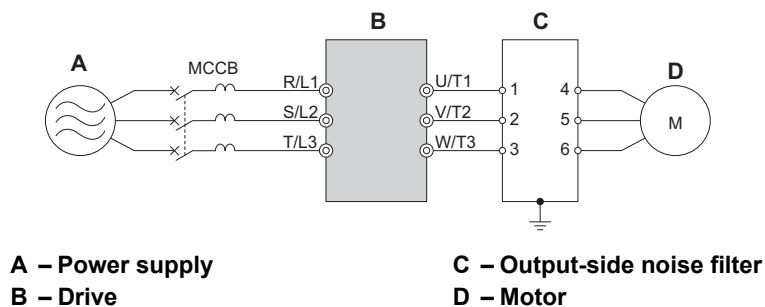 B C
A MCCB D
R/L1 U/T1 1 4
S/L2 V/T2 2 5 M
T/L3 W/T3 3 6
A – Power supply C – Output-side noise filter
B – Drive D – Motor